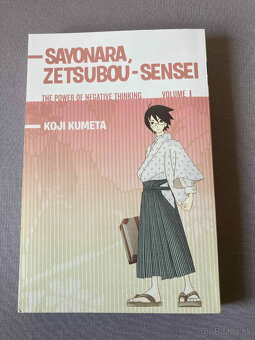 SAYONARA,
ZETSUBOU-SENSEI
THE POWER OF NEGATIVE THINKING VOLUME 1
KOJI KUMETA